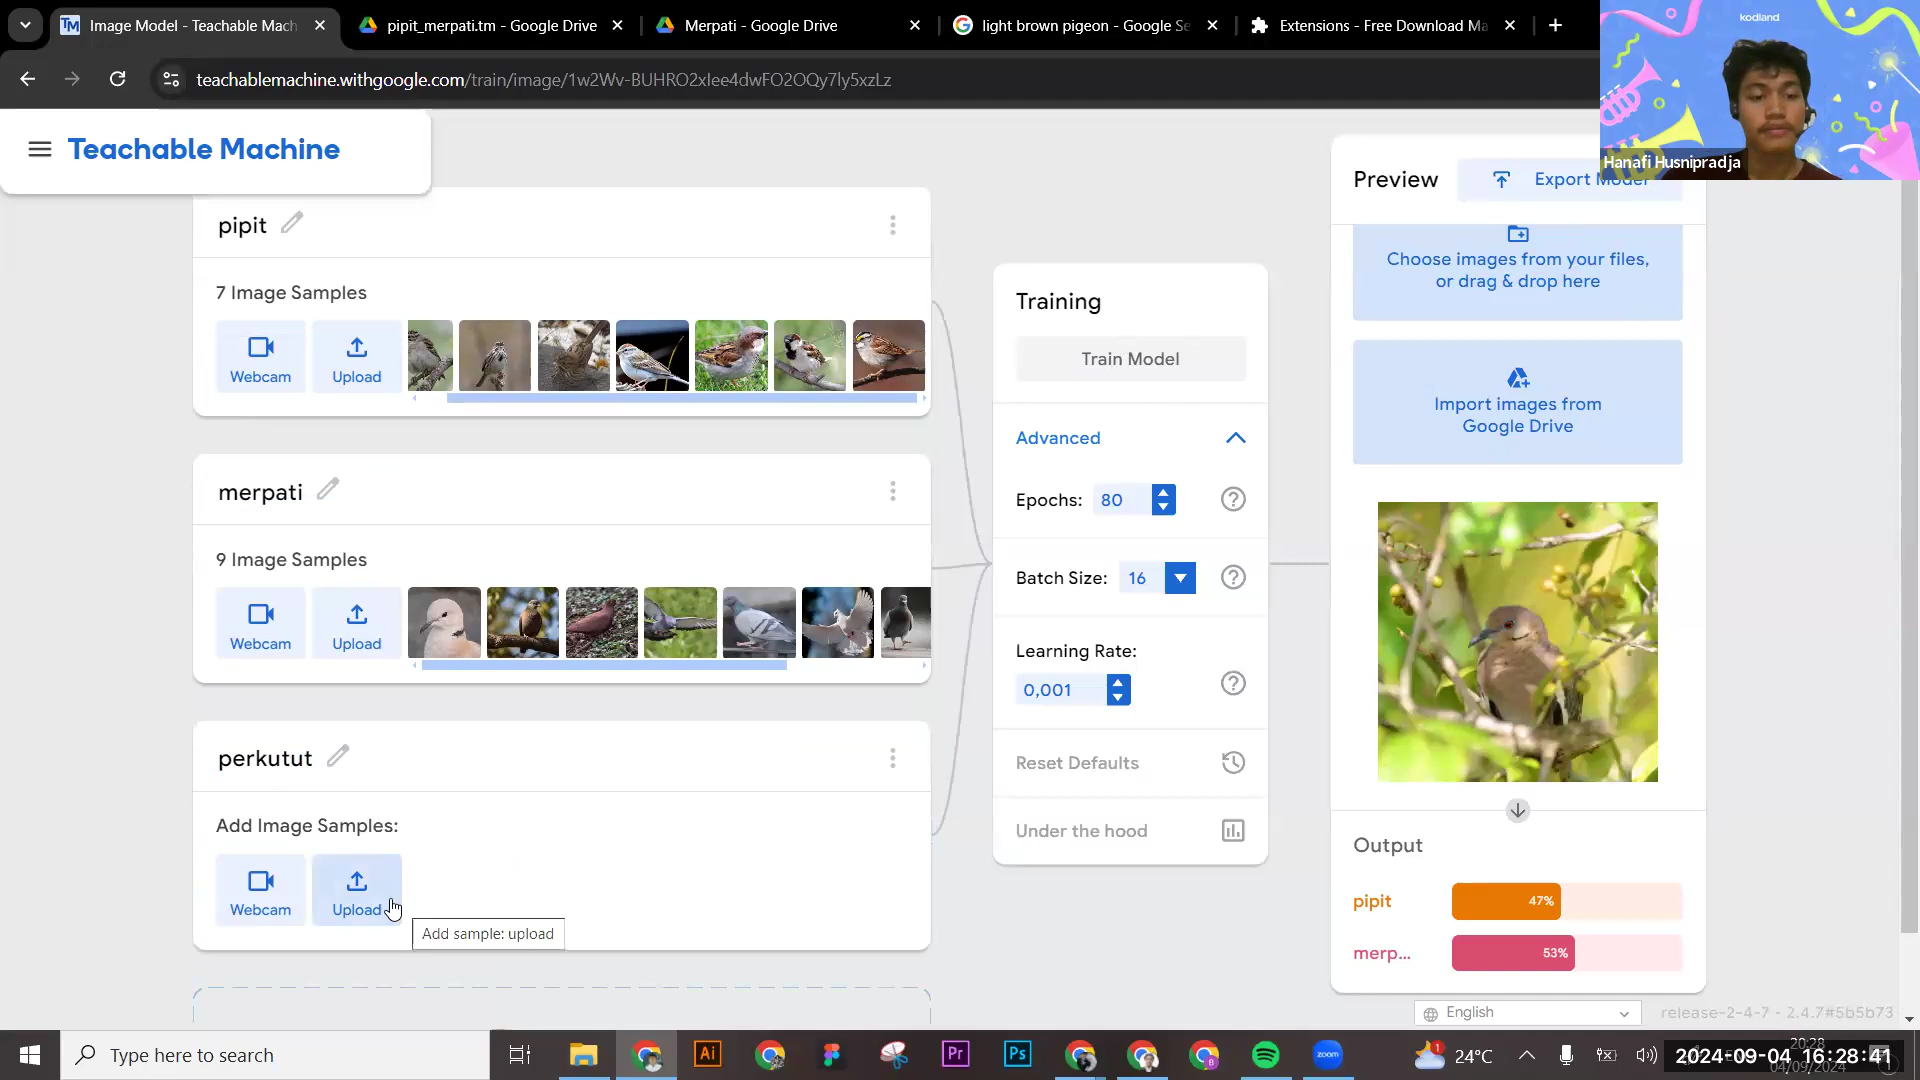 Image Model - Teachable Mach
pipit_merpati.tm - Google Drive
Merpati - Google Drive
light brown pigeon - Google Se
Extensions - Free Download Ma
teachablemachine.withgoogle.com/train/image/1w2Wv-BUHRO2xIee4dwFO2OQy7ly5xzLz
kodland
Hanafi Husnipradja
Teachable Machine
pipit
7 Image Samples
Webcam
Upload
merpati
9 Image Samples
Webcam
Upload
perkutut
Add Image Samples:
Webcam
Upload
Add sample: upload
Training
Train Model
Advanced
Epochs: 80
Batch Size: 16
Learning Rate:
0,001
Reset Defaults
Under the hood
Preview
Export Model
Choose images from your files,
or drag & drop here
Import images from
Google Drive
Output
pipit 47%
merp... 53%
English
release-2-4-7 - 2.4.7#5b5b73
Type here to search
24°C
20:28
04/09/2024
2024-09-04 16:28:41